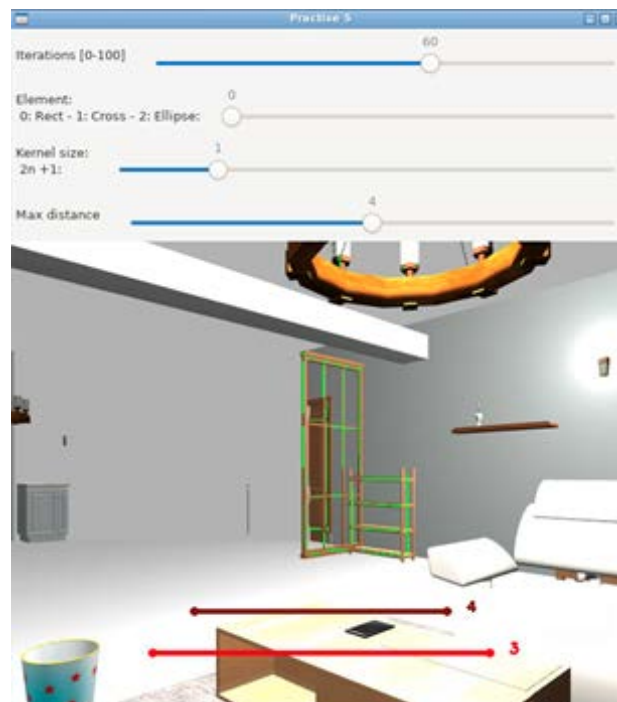 Practise 5
60
Iterations [0-100]
0
Element:
0: Rect - 1: Cross - 2: Ellipse:
1
Kernel size:
2n +1:
4
Max distance
4
3